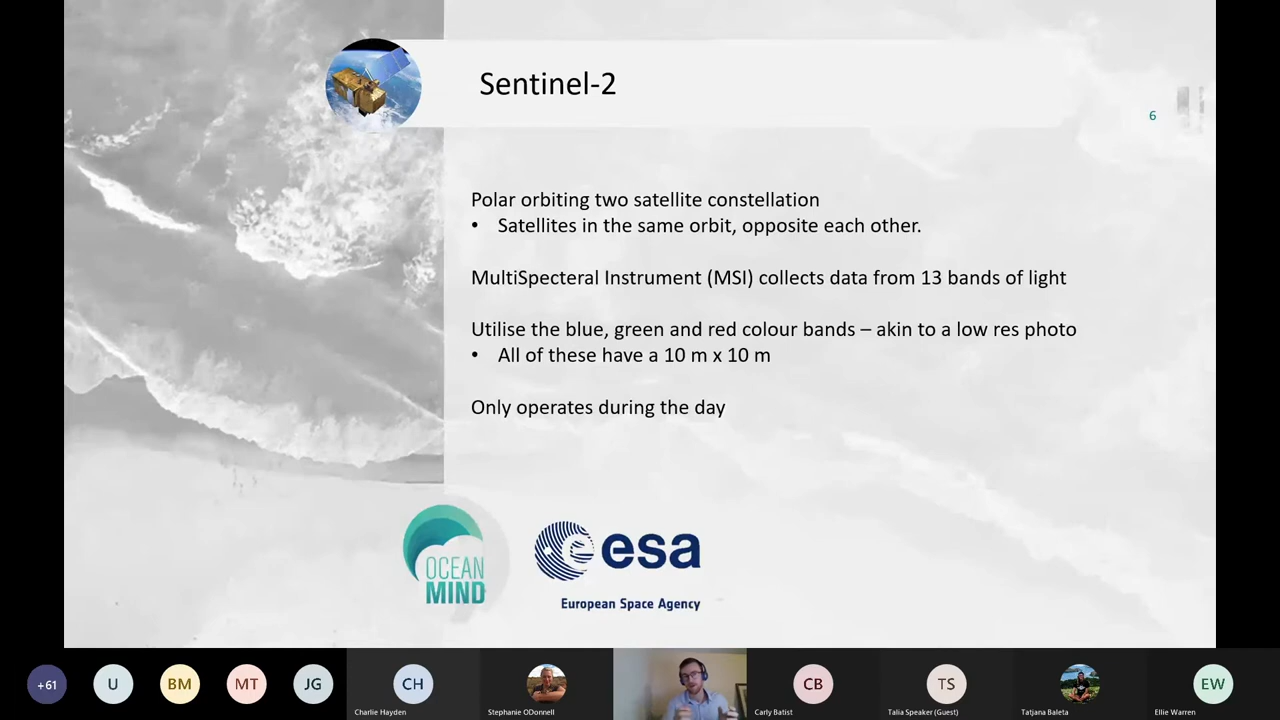 Sentinel-2
6
Polar orbiting two satellite constellation
• Satellites in the same orbit, opposite each other.
MultiSpecteral Instrument (MSI) collects data from 13 bands of light
Utilise the blue, green and red colour bands – akin to a low res photo
• All of these have a 10 m x 10 m
Only operates during the day
OCEAN
MIND
esa
European Space Agency
+61
U
BM
MT
JG
CH
CB
TS
EW
Charlie Hayden
Stephanie ODonnell
Carly Batist
Talia Speaker (Guest)
Tatjana Baleta
Ellie Warren